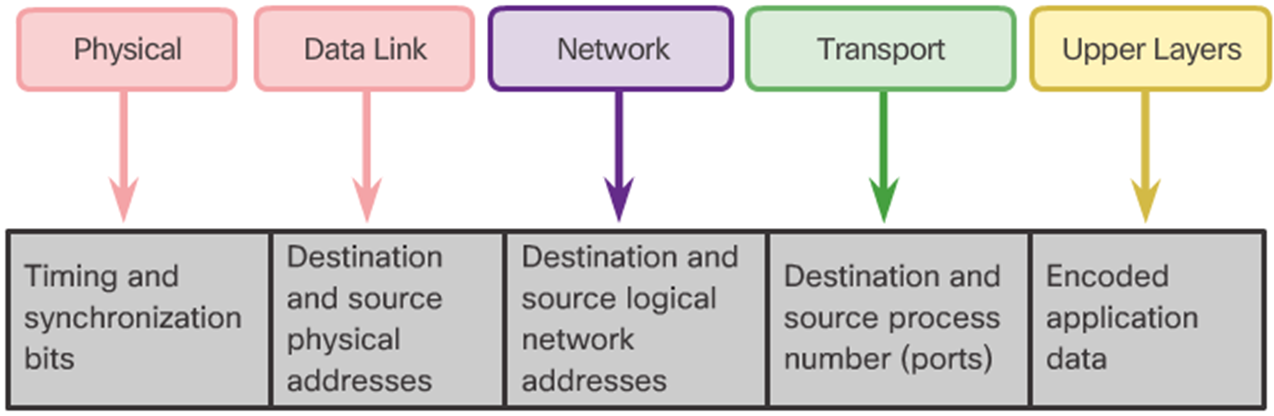 Physical
Data Link
Network
Transport
Upper Layers
Timing and
synchronization
bits
Destination
and source
physical
addresses
Destination and
source logical
network
addresses
Destination and
source process
number (ports)
Encoded
application
data